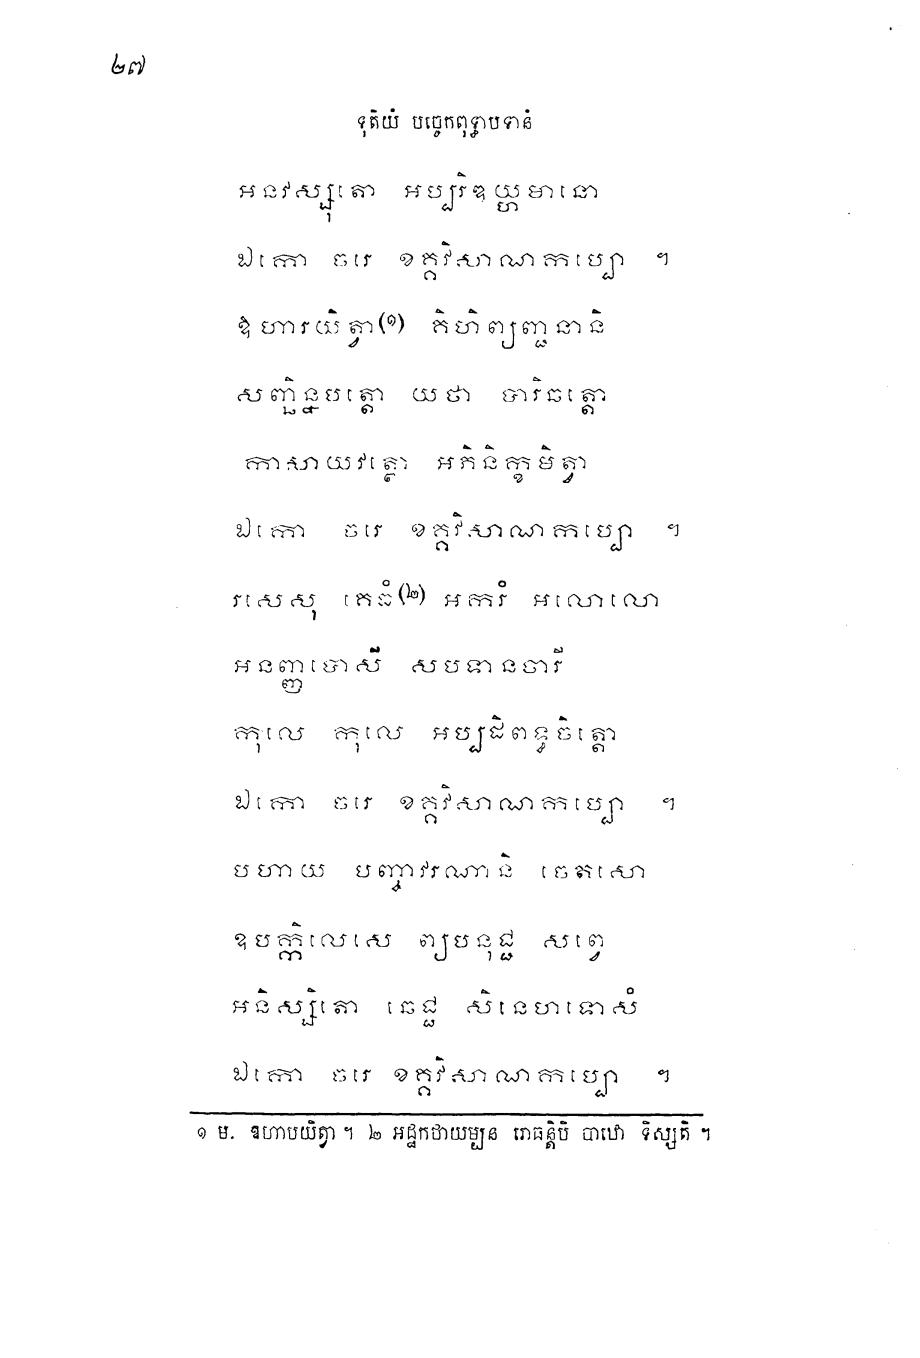 ២៧
ទុតិយំ បច្ចេកពុទ្ធាបទានំ
អនវស្សុតោ អប្បរិឌយ្ហមានោ
ឯកោ ចរេ ខគ្គវិសាណកប្បោ ។
ឱហារយិត្វា(១) គិហិព្យញ្ជនានិ
សញ្ឆិន្នបត្តោ យថា បារិឆត្តោ
កាសាយវត្ថោ អភិនិក្ខមិត្វា
ឯកោ ចរេ ខគ្គវិសាណកប្បោ ។
រសេសុ គេធំ(២) អករំ អលោលោ
អនញ្ញបោសី សបទានចារី
កុលេ កុលេ អប្បដិពទ្ធចិត្តោ
ឯកោ ចរេ ខគ្គវិសាណកប្បោ ។
បហាយ បញ្ចាវរណានិ ចេតសោ
ឧបក្កិលេសេ ព្យបនុជ្ជ សព្វេ
អនិស្សិតោ ឆេជ្ជ សិនេហទោសំ
ឯកោ ចរេ ខគ្គវិសាណកប្បោ ។
១ ម. ឱហាបយិត្វា ។ ២ អដ្ឋកថាយម្បន រោធន្តិបិ បាឋោ ទិស្សតិ ។